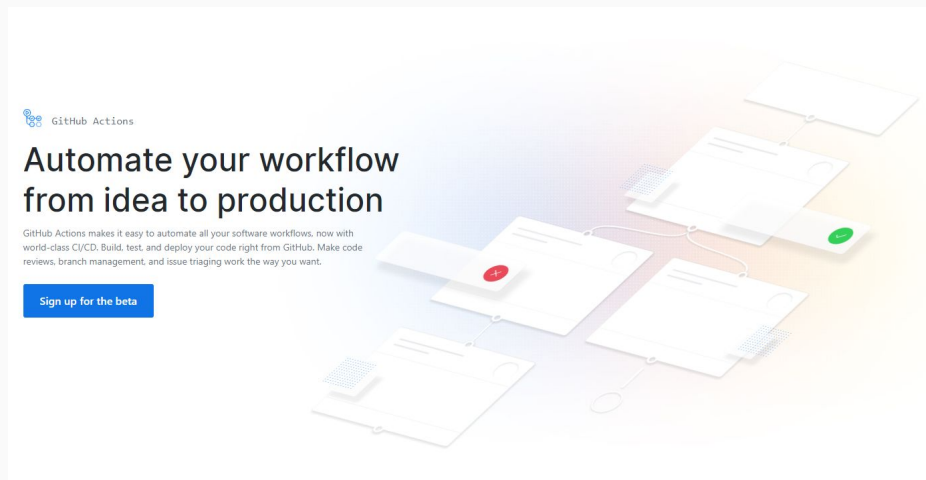 GitHub Actions
Automate your workflow
from idea to production
GitHub Actions makes it easy to automate all your software workflows, now with
world-class CI/CD. Build, test, and deploy your code right from GitHub. Make code
reviews, branch management, and issue triaging work the way you want.
Sign up for the beta